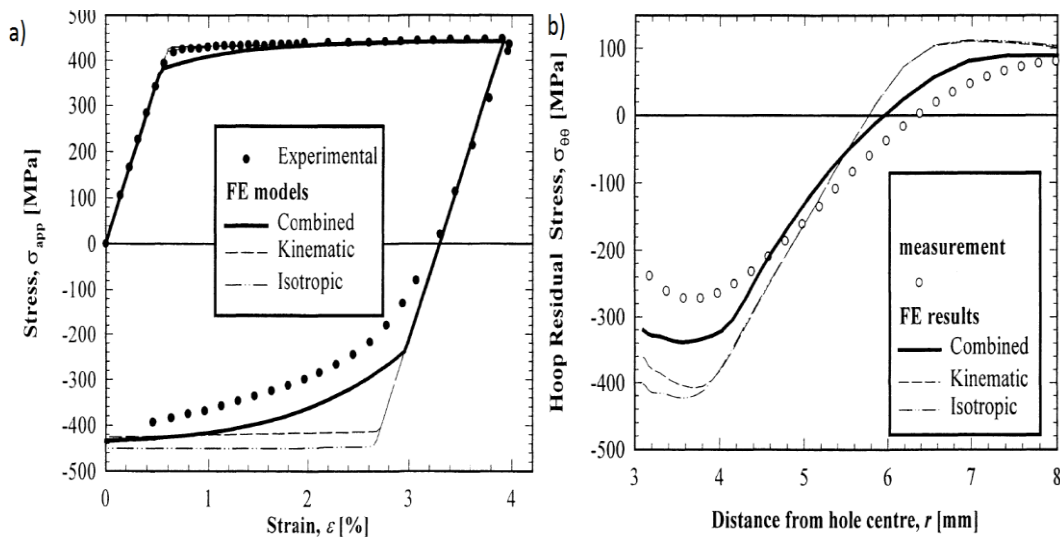 a)
Stress, σapp [MPa]
500
400
300
200
100
0
-100
-200
-300
-400
-500
Experimental
FE models
Combined
Kinematic
Isotropic
0 1 2 3 4
Strain, ε [%]
b)
Hoop Residual Stress, σθθ [MPa]
100
0
-100
-200
-300
-400
-500
measurement
FE results
Combined
Kinematic
Isotropic
3 4 5 6 7 8
Distance from hole centre, r [mm]